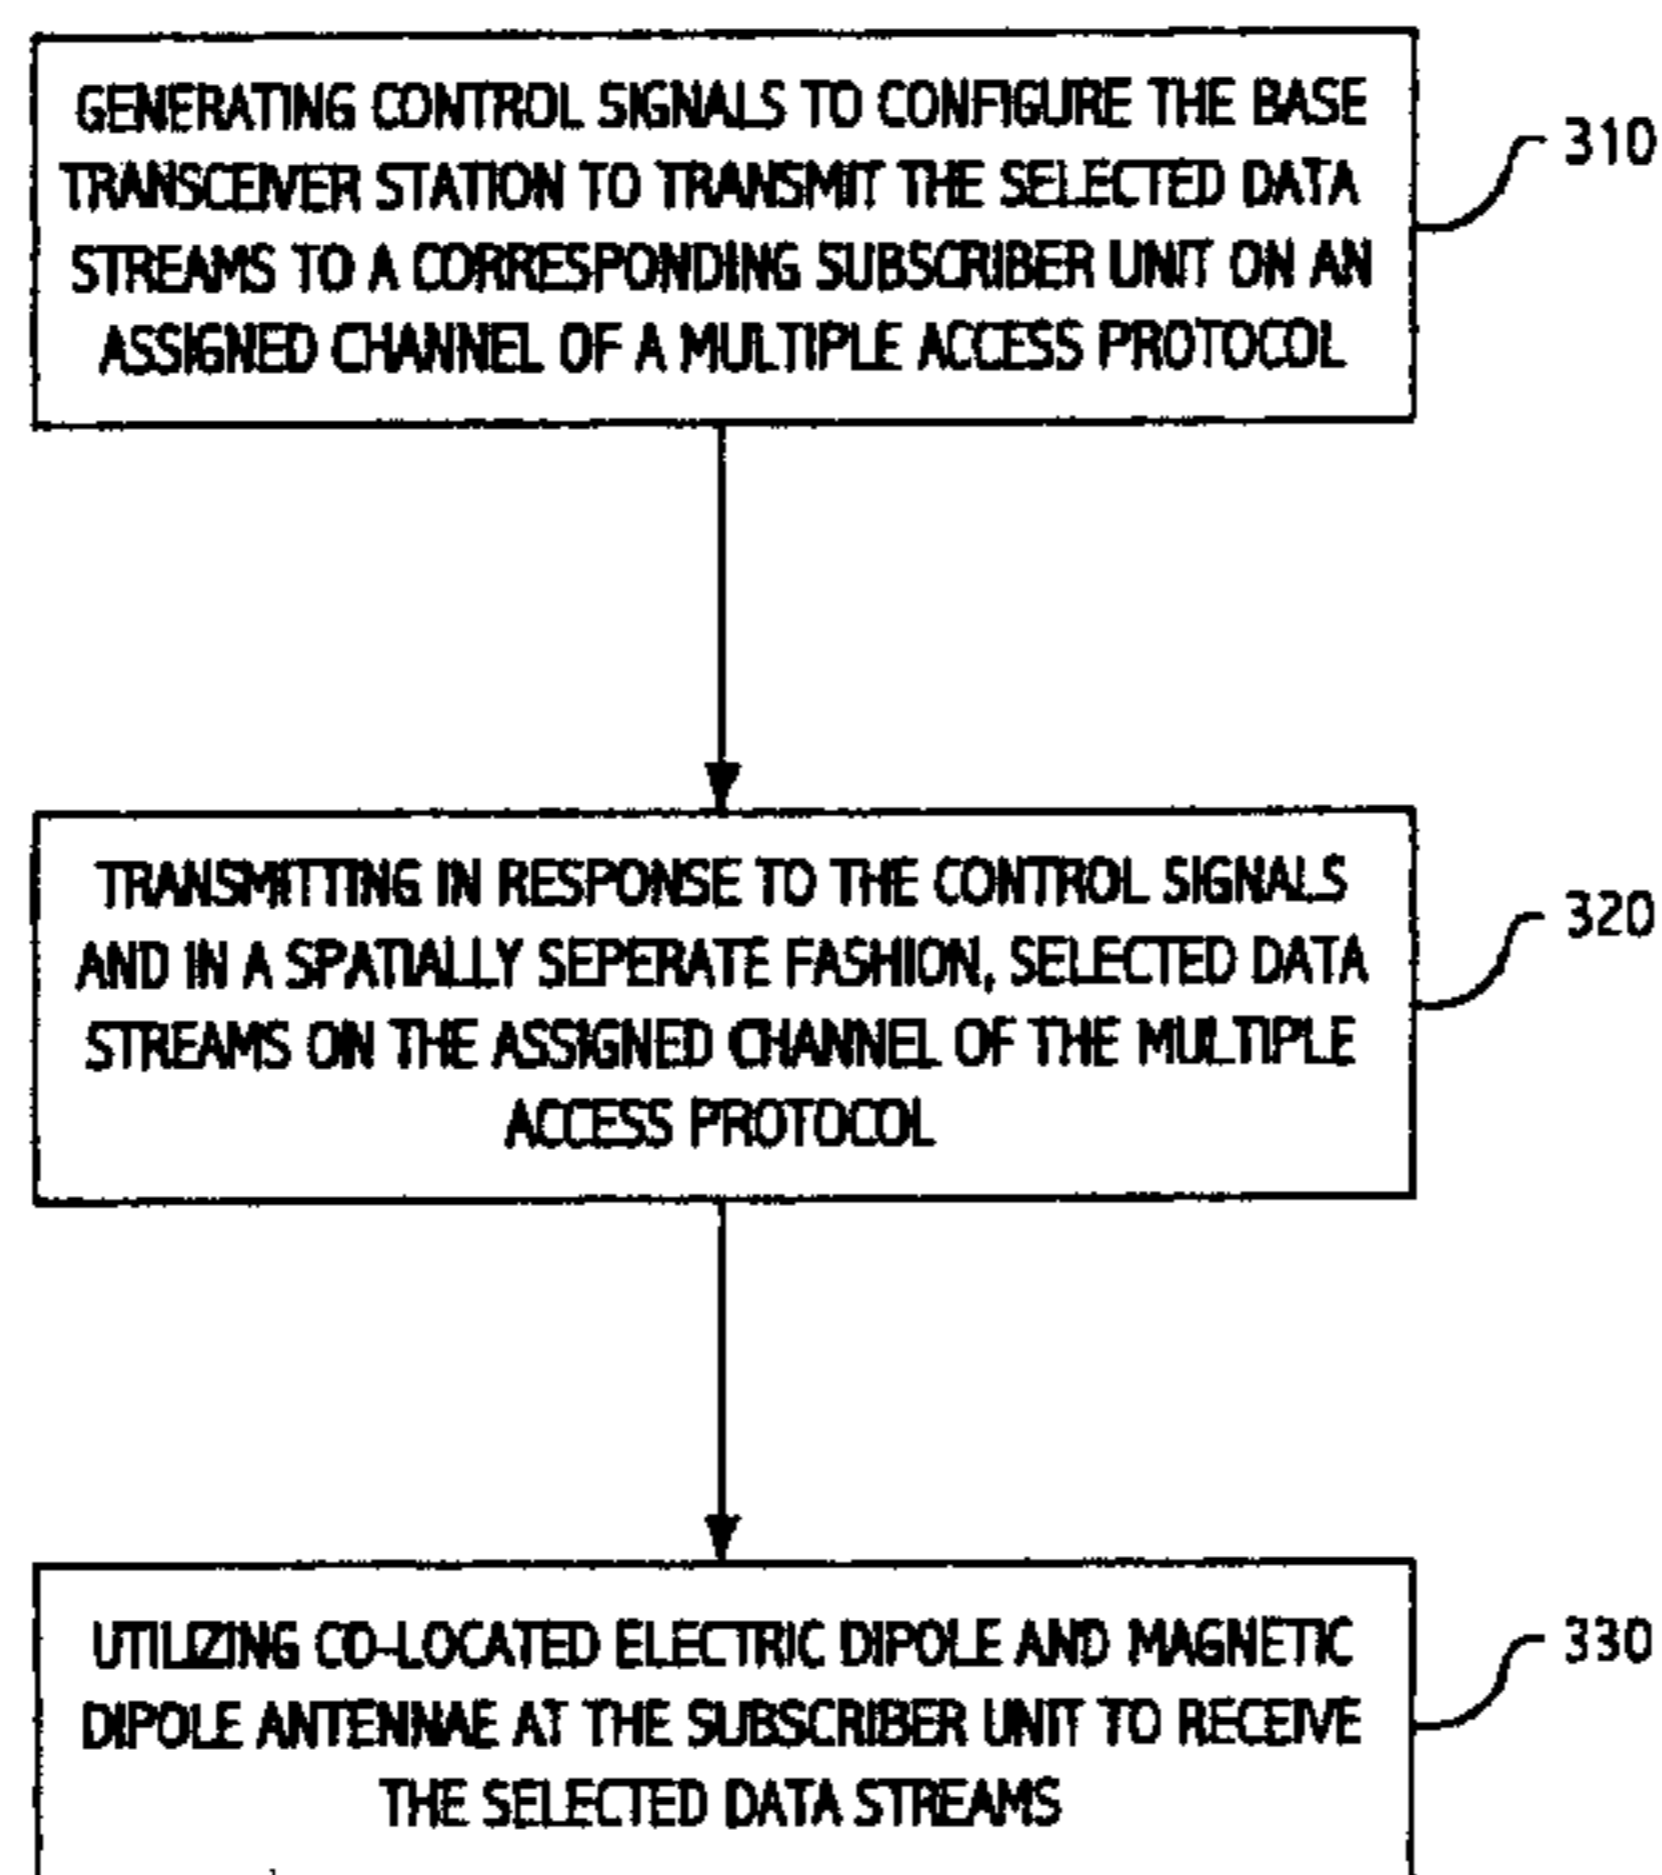 GENERATING CONTROL SIGNALS TO CONFIGURE THE BASE
TRANSCEIVER STATION TO TRANSMIT THE SELECTED DATA
STREAMS TO A CORRESPONDING SUBSCRIBER UNIT ON AN
ASSIGNED CHANNEL OF A MULTIPLE ACCESS PROTOCOL
310
TRANSMITTING IN RESPONSE TO THE CONTROL SIGNALS
AND IN A SPATIALLY SEPERATE FASHION, SELECTED DATA
STREAMS ON THE ASSIGNED CHANNEL OF THE MULTIPLE
ACCESS PROTOCOL
320
UTILIZING CO-LOCATED ELECTRIC DIPOLE AND MAGNETIC
DIPOLE ANTENNAE AT THE SUBSCRIBER UNIT TO RECEIVE
THE SELECTED DATA STREAMS
330